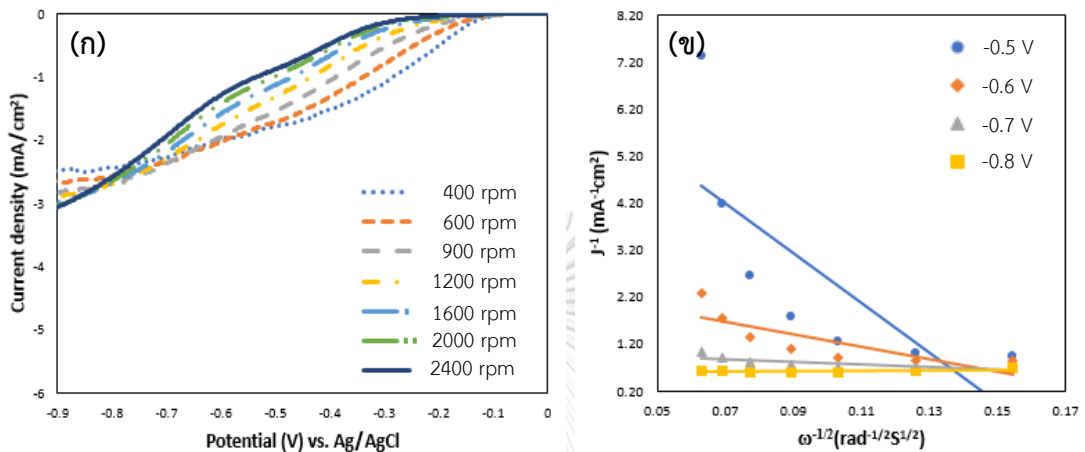 (ก)
0
-1
-2
-3
-4
-5
-6
Current density (mA/cm²)
-0.9 -0.8 -0.7 -0.6 -0.5 -0.4 -0.3 -0.2 -0.1 0
Potential (V) vs. Ag/AgCl
400 rpm
600 rpm
900 rpm
1200 rpm
1600 rpm
2000 rpm
2400 rpm
(ข)
8.20
7.20
6.20
5.20
4.20
3.20
2.20
1.20
0.20
J⁻¹ (mA⁻¹cm²)
0.05 0.07 0.09 0.11 0.13 0.15 0.17
ω⁻¹/²(rad⁻¹/²S¹/²)
-0.5 V
-0.6 V
-0.7 V
-0.8 V